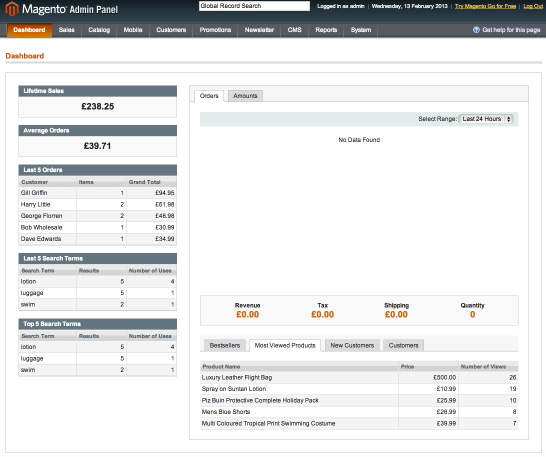 Magento Admin Panel
Global Record Search
Logged in as admin | Wednesday, 13 February 2013 | Try Magento Go for Free | Log Out
Dashboard Sales Catalog Mobile Customers Promotions Newsletter CMS Reports System Get help for this page
Dashboard
Lifetime Sales
£238.25
Average Orders
£39.71
Last 5 Orders
Customer Items Grand Total
Gill Griffin 1 £94.95
Harry Little 2 £61.98
George Florren 2 £48.98
Bob Wholesale 1 £30.99
Dave Edwards 1 £34.99
Last 5 Search Terms
Search Term Results Number of Uses
lotion 5 4
luggage 5 1
swim 2 1
Top 5 Search Terms
Search Term Results Number of Uses
lotion 5 4
luggage 5 1
swim 2 1
Orders Amounts
Select Range: Last 24 Hours
No Data Found
Revenue Tax Shipping Quantity
£0.00 £0.00 £0.00 0
Bestsellers Most Viewed Products New Customers Customers
Product Name Price Number of Views
Luxury Leather Flight Bag £500.00 26
Spray on Suntan Lotion £10.99 19
Piz Buin Protective Complete Holiday Pack £25.99 10
Mens Blue Shorts £26.99 8
Multi Coloured Tropical Print Swimming Costume £39.99 7